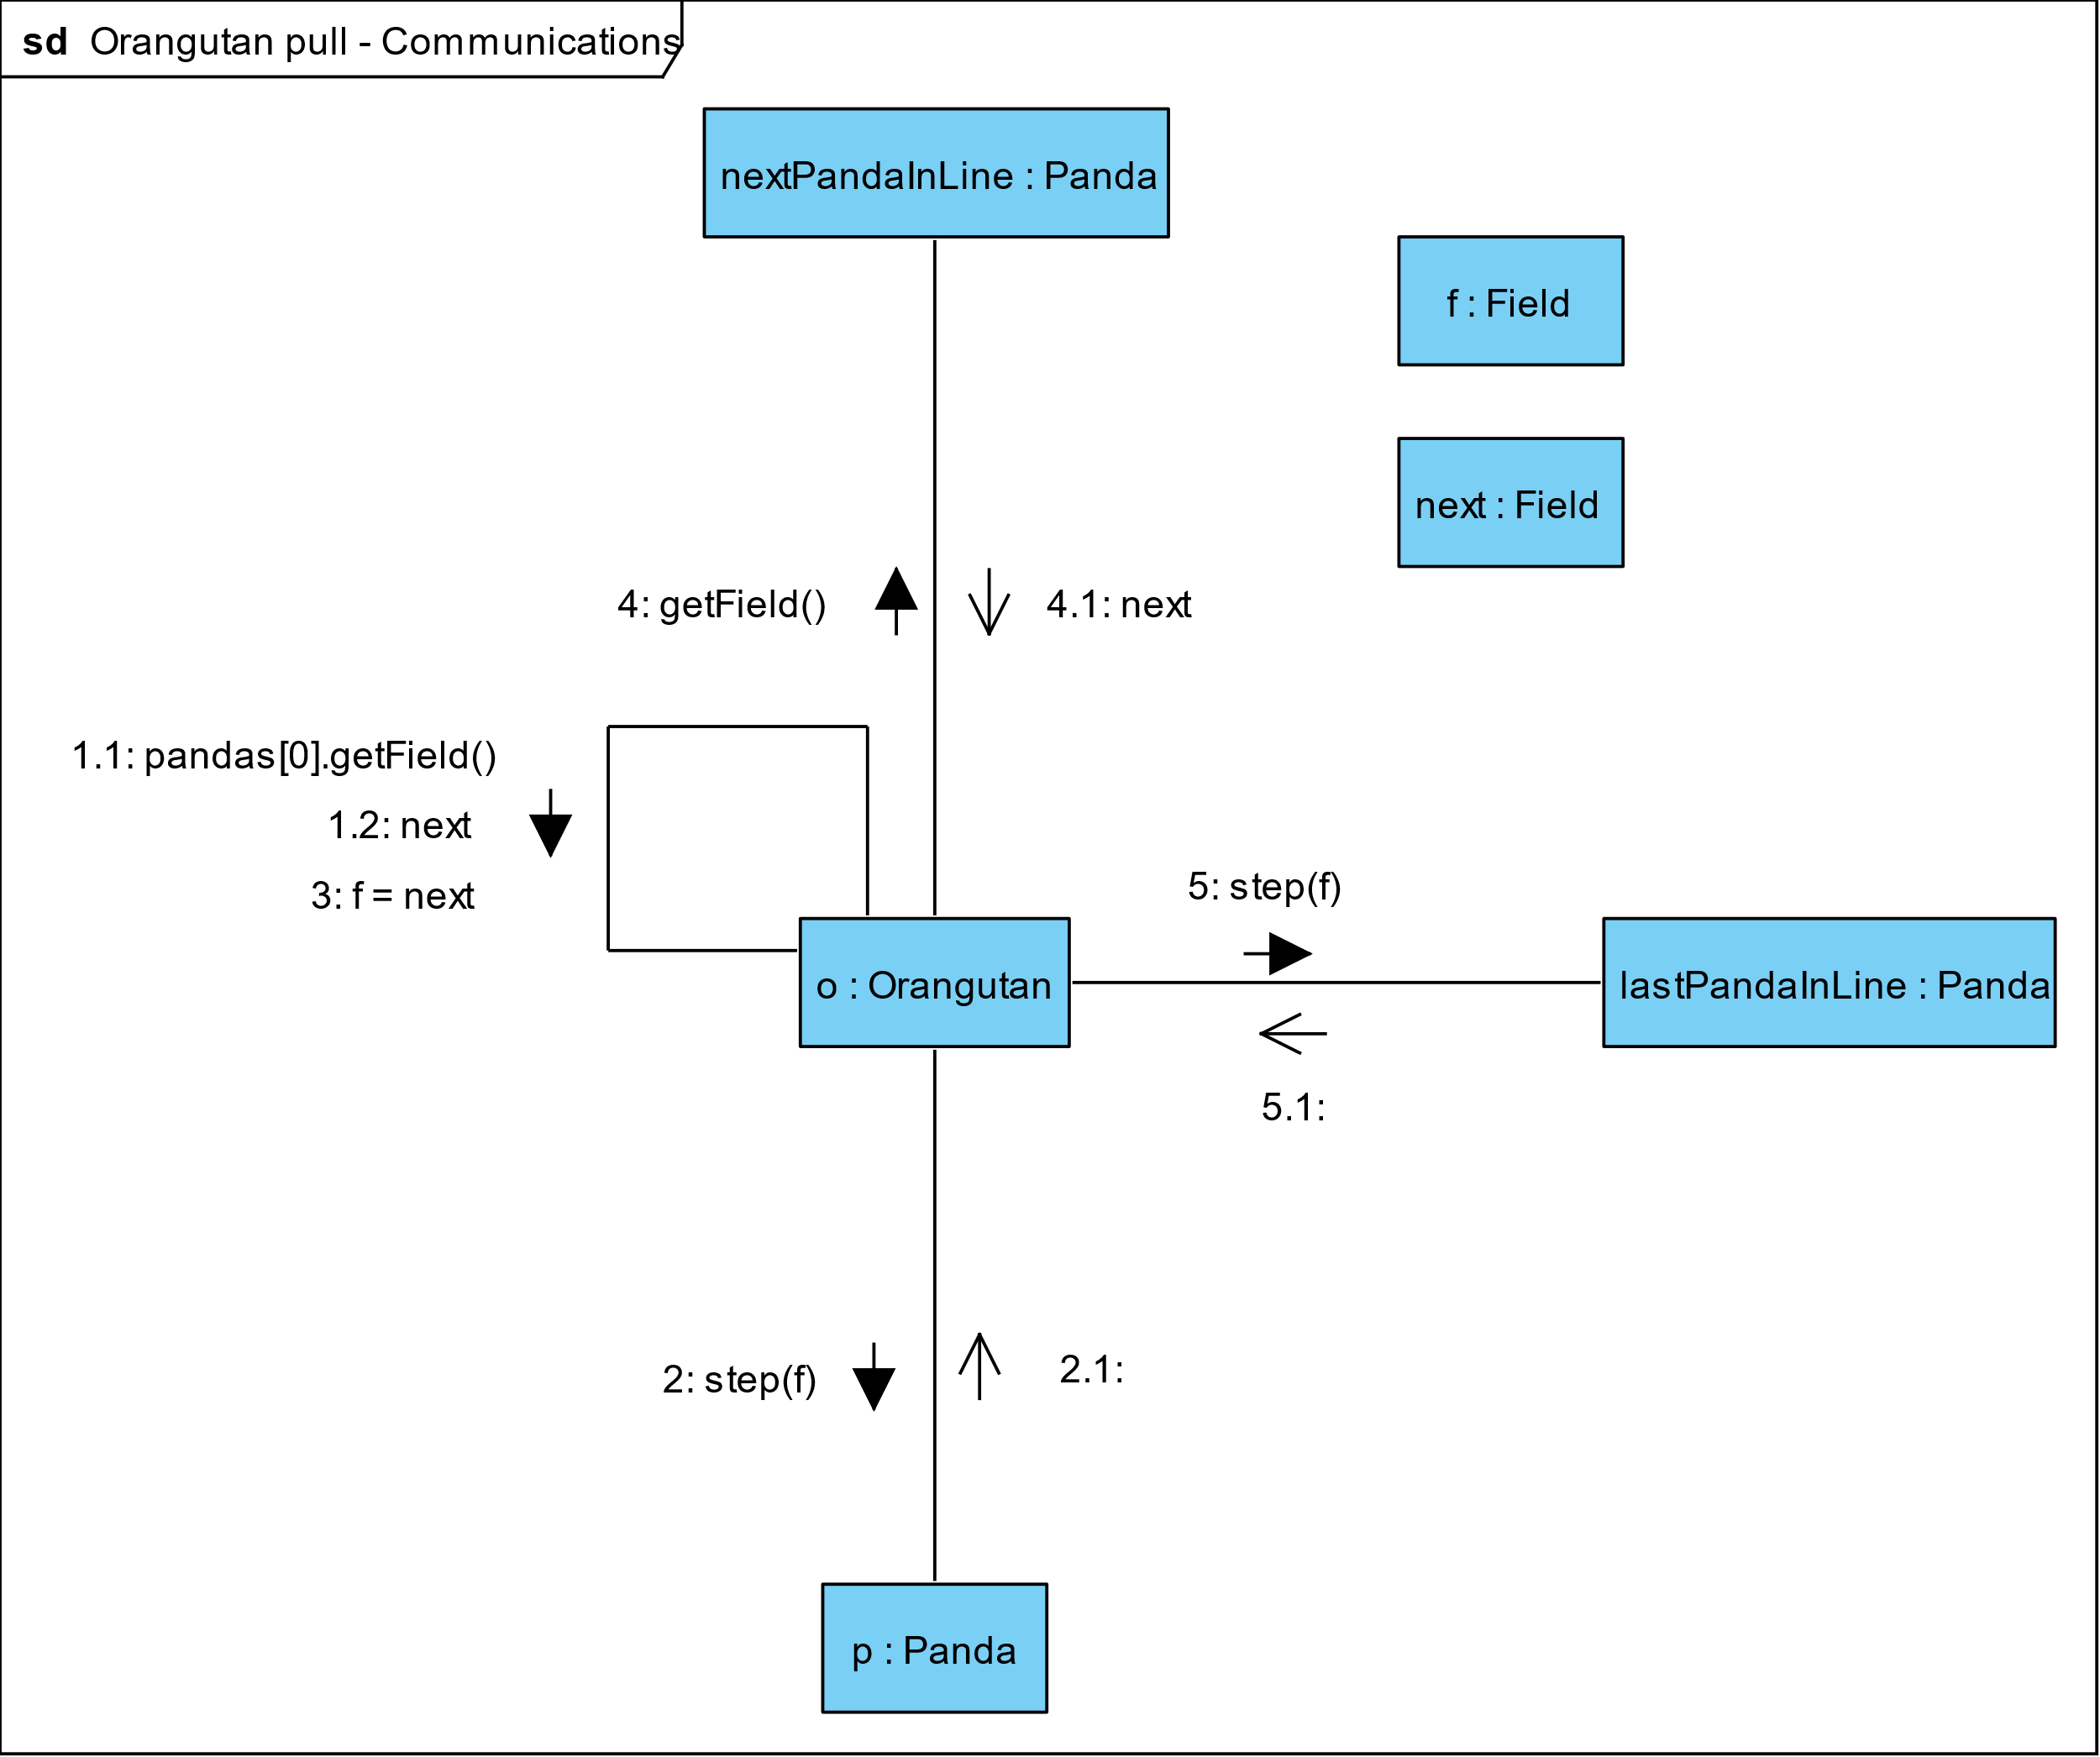 sd Orangutan pull - Communications
nextPandaInLine : Panda
f : Field
next : Field
4: getField()
4.1: next
1.1: pandas[0].getField()
1.2: next
3: f = next
5: step(f)
o : Orangutan
lastPandaInLine : Panda
5.1:
2: step(f)
2.1:
p : Panda